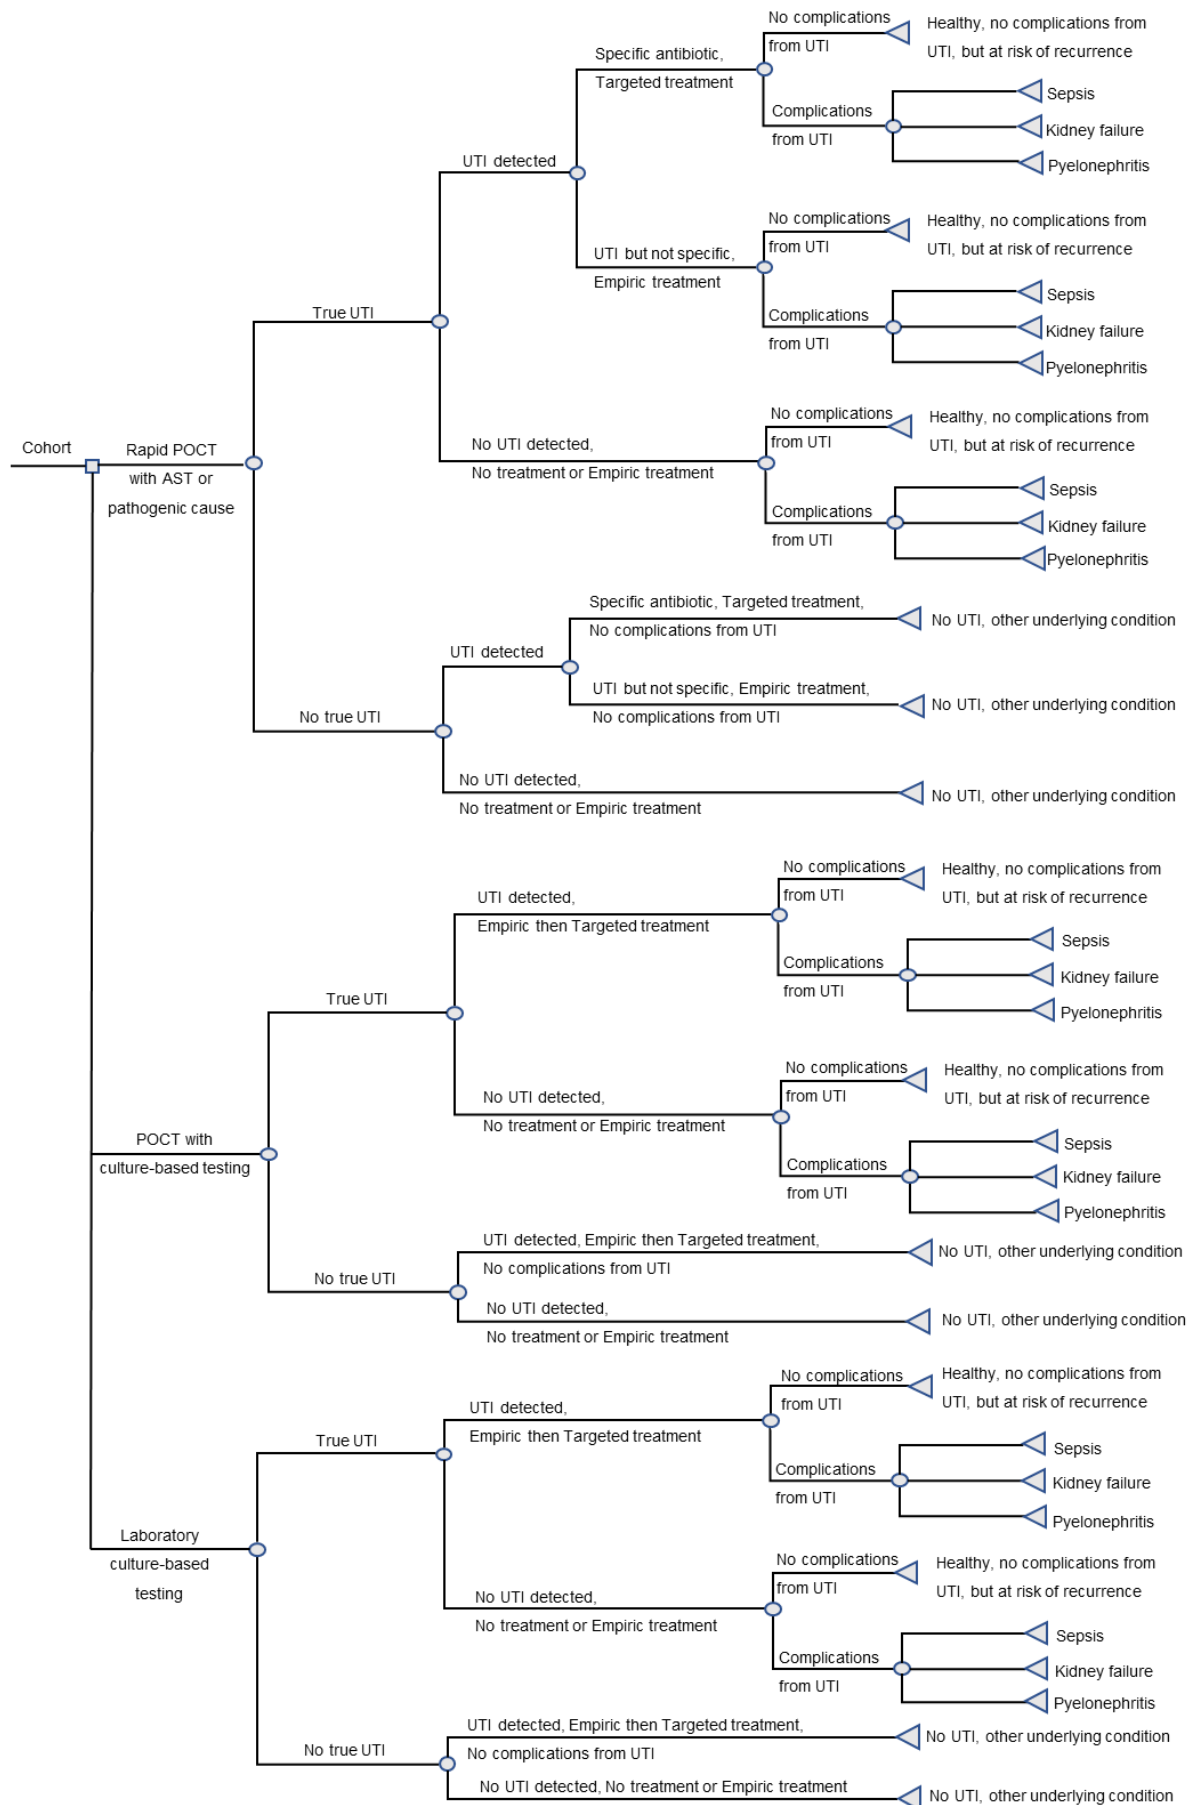 No complications
from UTI
Healthy, no complications from
UTI, but at risk of recurrence
Specific antibiotic,
Targeted treatment
Complications
from UTI
Sepsis
Kidney failure
Pyelonephritis
UTI detected
No complications
from UTI
Healthy, no complications from
UTI, but at risk of recurrence
UTI but not specific,
Empiric treatment
Complications
from UTI
Sepsis
Kidney failure
Pyelonephritis
True UTI
No complications
from UTI
Healthy, no complications from
UTI, but at risk of recurrence
No UTI detected,
No treatment or Empiric treatment
Complications
from UTI
Sepsis
Kidney failure
Pyelonephritis
Cohort
Rapid POCT
with AST or
pathogenic cause
Specific antibiotic, Targeted treatment,
No complications from UTI
No UTI, other underlying condition
UTI detected
UTI but not specific, Empiric treatment,
No complications from UTI
No UTI, other underlying condition
No true UTI
No UTI detected,
No treatment or Empiric treatment
No UTI, other underlying condition
No complications
from UTI
Healthy, no complications from
UTI, but at risk of recurrence
UTI detected,
Empiric then Targeted treatment
Complications
from UTI
Sepsis
Kidney failure
Pyelonephritis
True UTI
No complications
from UTI
Healthy, no complications from
UTI, but at risk of recurrence
No UTI detected,
No treatment or Empiric treatment
Complications
from UTI
Sepsis
Kidney failure
Pyelonephritis
POCT with
culture-based testing
UTI detected, Empiric then Targeted treatment,
No complications from UTI
No UTI, other underlying condition
No true UTI
No UTI detected,
No treatment or Empiric treatment
No UTI, other underlying condition
No complications
from UTI
Healthy, no complications from
UTI, but at risk of recurrence
UTI detected,
Empiric then Targeted treatment
Complications
from UTI
Sepsis
Kidney failure
Pyelonephritis
True UTI
Laboratory
culture-based
testing
No complications
from UTI
Healthy, no complications from
UTI, but at risk of recurrence
No UTI detected,
No treatment or Empiric treatment
Complications
from UTI
Sepsis
Kidney failure
Pyelonephritis
UTI detected, Empiric then Targeted treatment,
No complications from UTI
No UTI, other underlying condition
No true UTI
No UTI detected, No treatment or Empiric treatment
No UTI, other underlying condition